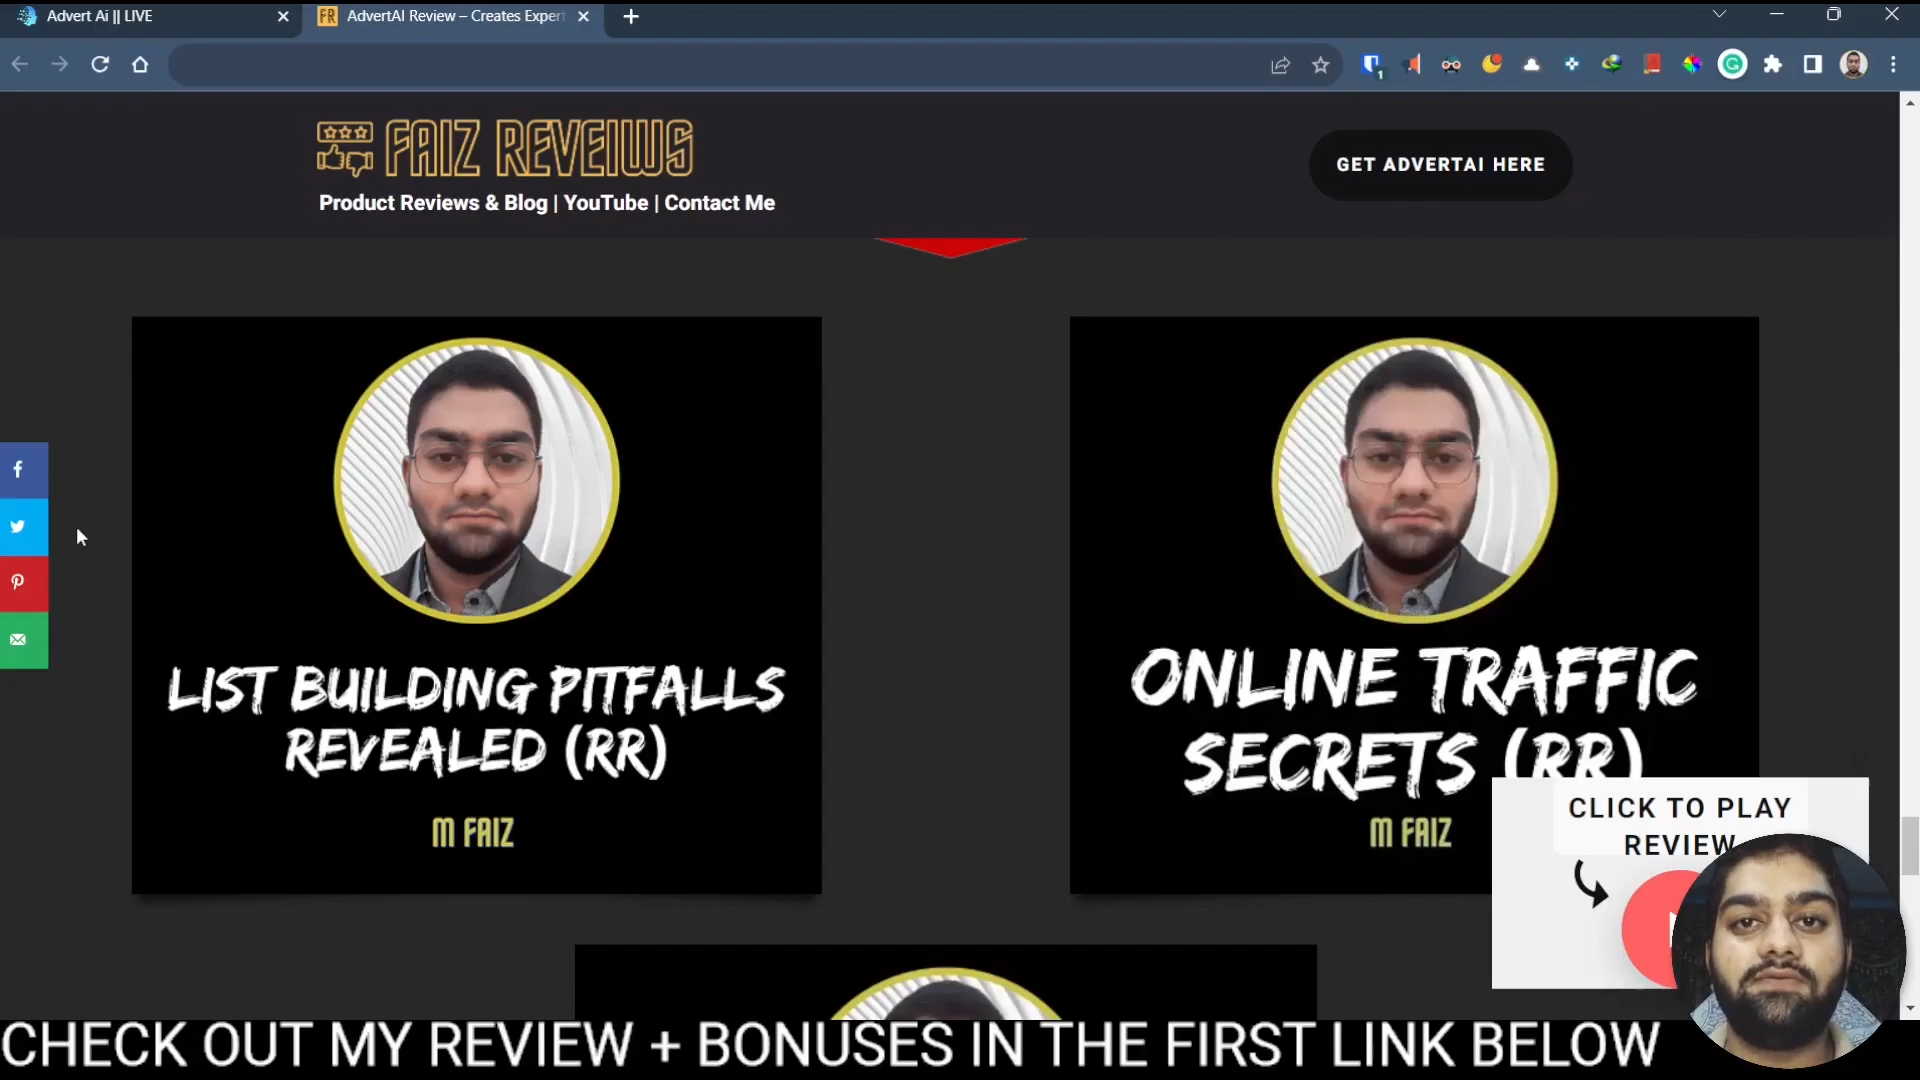 Advert Ai || LIVE
AdvertAI Review – Creates Expert
1
FR
G
FAIZ REVEIWS
Product Reviews & Blog | YouTube | Contact Me
GET ADVERTAI HERE
LIST BUILDING PITFALLS
REVEALED (RR)
M FAIZ
ONLINE TRAFFIC
SECRETS (RR)
M FAIZ
CLICK TO PLAY
REVIEW
CHECK OUT MY REVIEW + BONUSES IN THE FIRST LINK BELOW